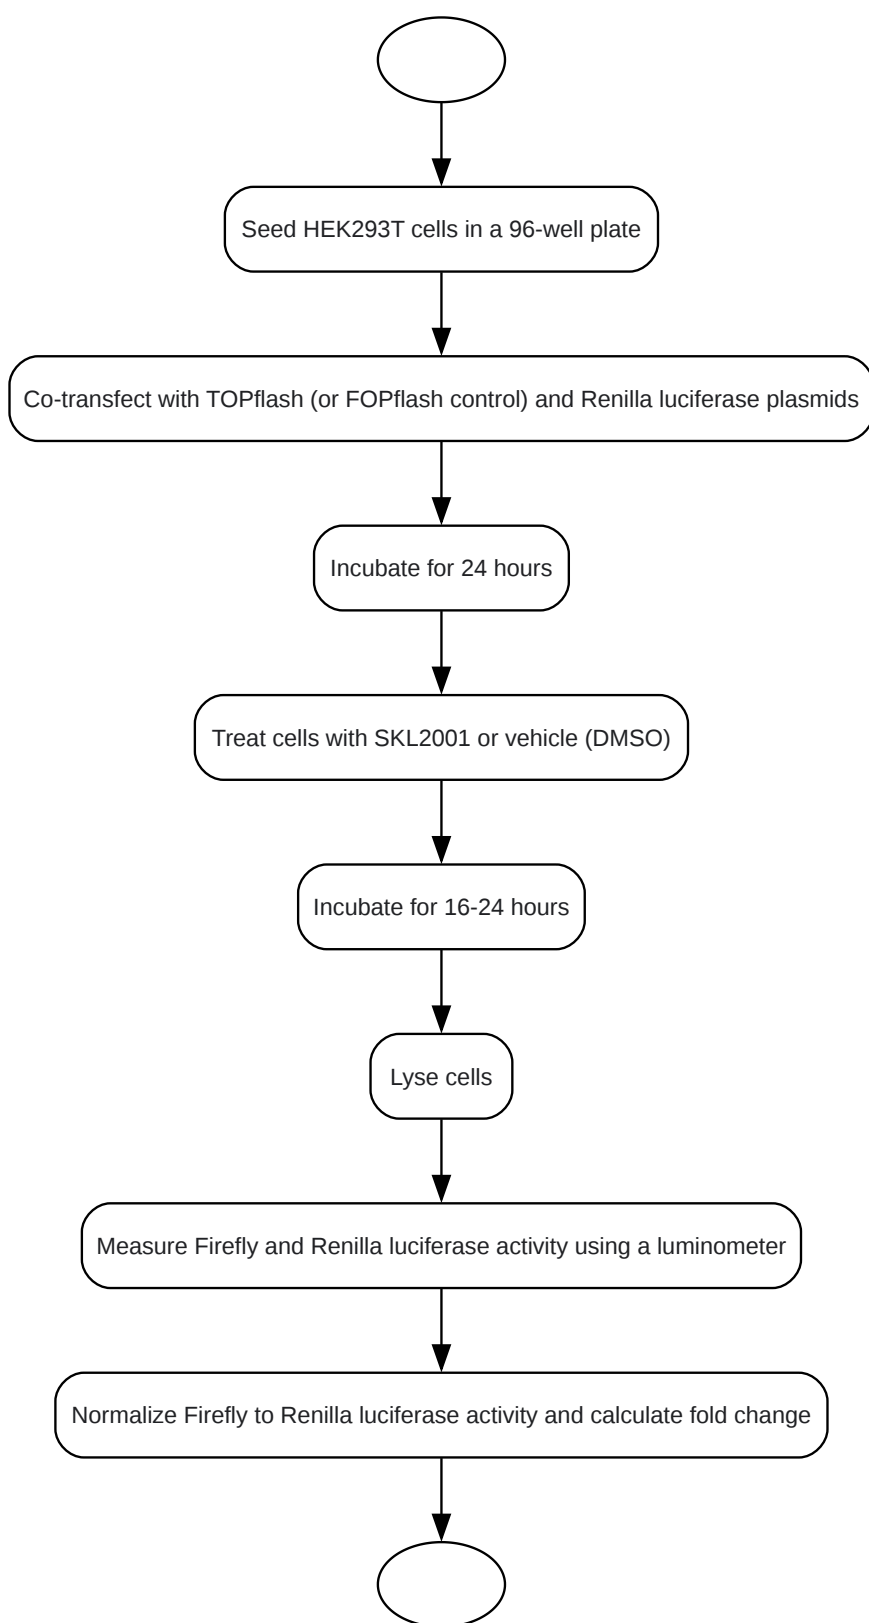 Seed HEK293T cells in a 96-well plate
Co-transfect with TOPflash (or FOPflash control) and Renilla luciferase plasmids
Incubate for 24 hours
Treat cells with SKL2001 or vehicle (DMSO)
Incubate for 16-24 hours
Lyse cells
Measure Firefly and Renilla luciferase activity using a luminometer
Normalize Firefly to Renilla luciferase activity and calculate fold change